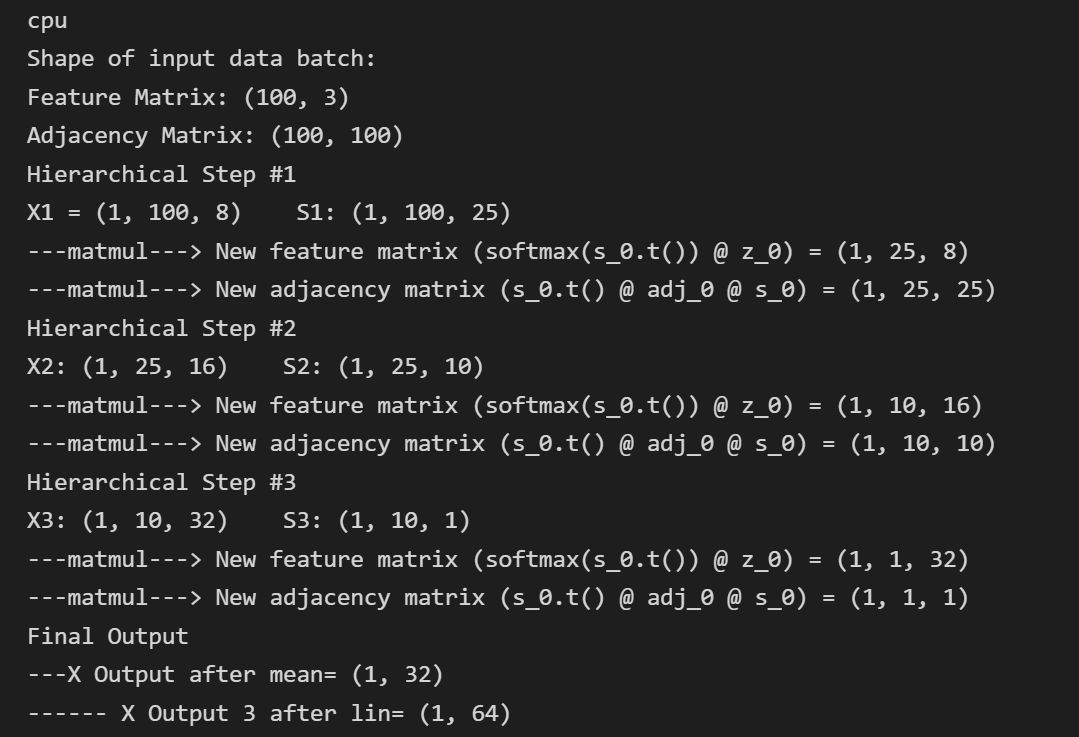 cpu
Shape of input data batch:
Feature Matrix: (100, 3)
Adjacency Matrix: (100, 100)
Hierarchical Step #1
X1 = (1, 100, 8)    S1: (1, 100, 25)
---matmul---> New feature matrix (softmax(s_0.t()) @ z_0) = (1, 25, 8)
---matmul---> New adjacency matrix (s_0.t() @ adj_0 @ s_0) = (1, 25, 25)
Hierarchical Step #2
X2: (1, 25, 16)    S2: (1, 25, 10)
---matmul---> New feature matrix (softmax(s_0.t()) @ z_0) = (1, 10, 16)
---matmul---> New adjacency matrix (s_0.t() @ adj_0 @ s_0) = (1, 10, 10)
Hierarchical Step #3
X3: (1, 10, 32)    S3: (1, 10, 1)
---matmul---> New feature matrix (softmax(s_0.t()) @ z_0) = (1, 1, 32)
---matmul---> New adjacency matrix (s_0.t() @ adj_0 @ s_0) = (1, 1, 1)
Final Output
---X Output after mean= (1, 32)
------ X Output 3 after lin= (1, 64)